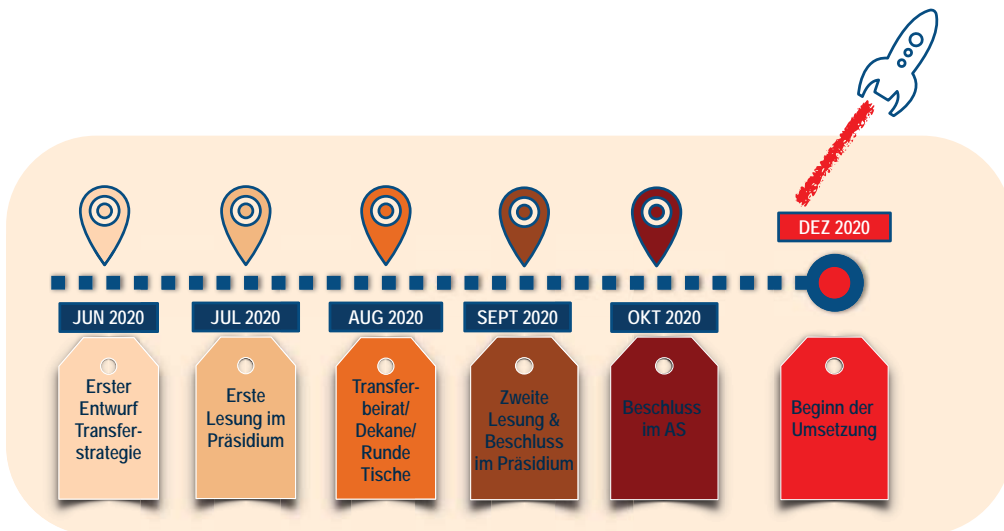 DEZ 2020
JUN 2020
JUL 2020
AUG 2020
SEPT 2020
OKT 2020
Erster
Entwurf
Transfer-
strategie
Erste
Lesung im
Präsidium
Transfer-
beirat/
Dekane/
Runde
Tische
Zweite
Lesung &
Beschluss
im Präsidium
Beschluss
im AS
Beginn der
Umsetzung